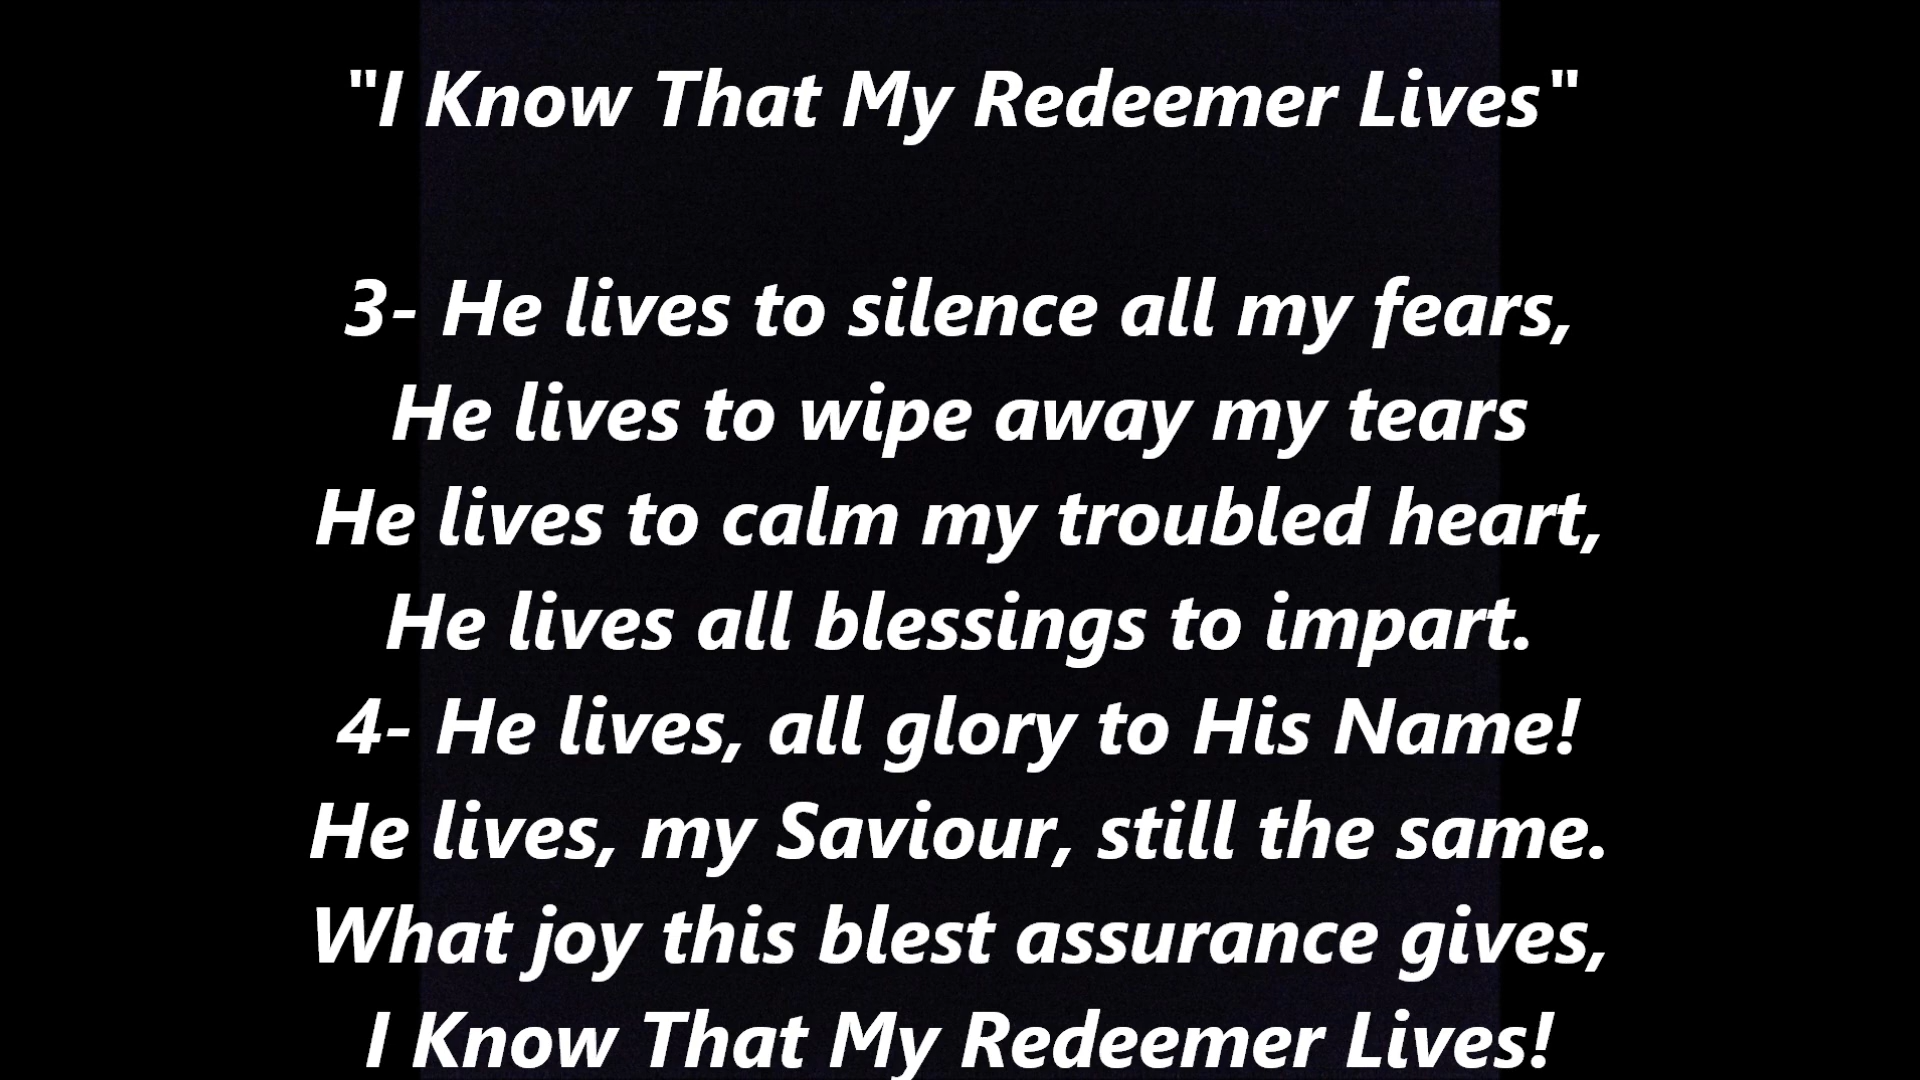 "I Know That My Redeemer Lives"
3- He lives to silence all my fears,
He lives to wipe away my tears
He lives to calm my troubled heart,
He lives all blessings to impart.
4- He lives, all glory to His Name!
He lives, my Saviour, still the same.
What joy this blest assurance gives,
I Know That My Redeemer Lives!